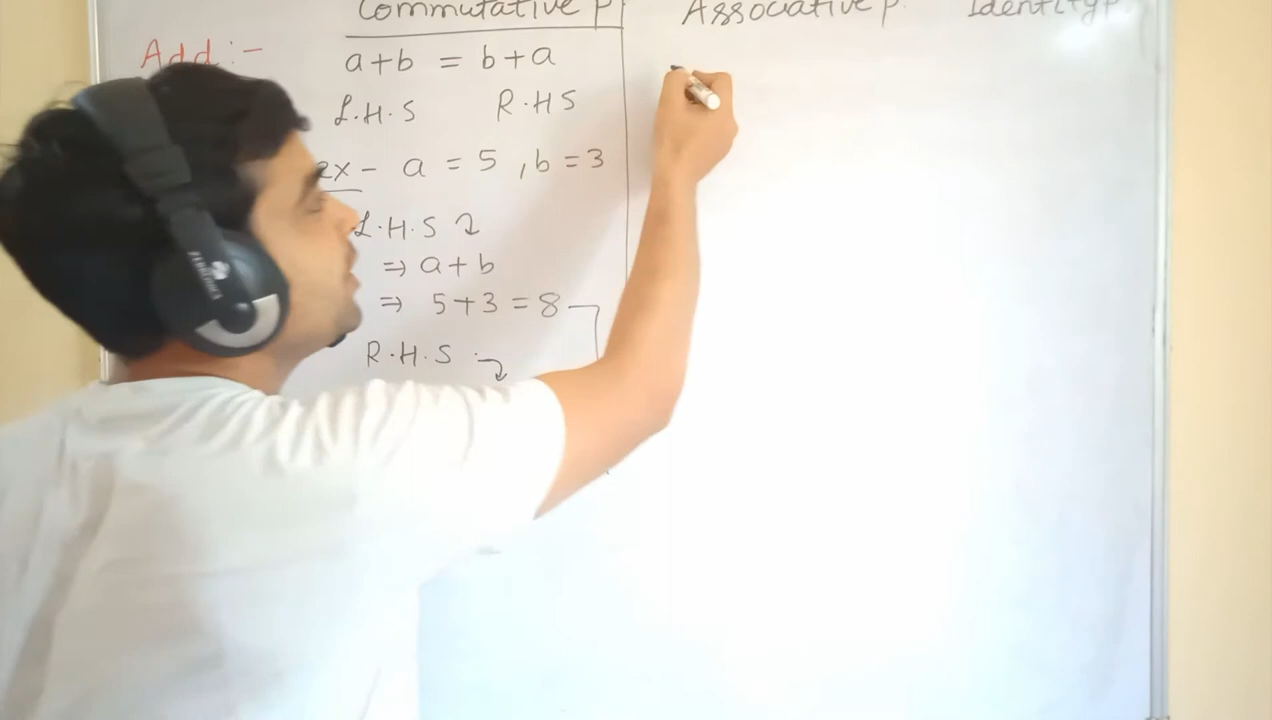 Commutative P. Associative P. Identity P.
Add :-
a+b = b+a
L.H.S R.HS
ex - a = 5 , b = 3
L.H.S
⇒ a+b
⇒ 5+3 = 8
R.H.S